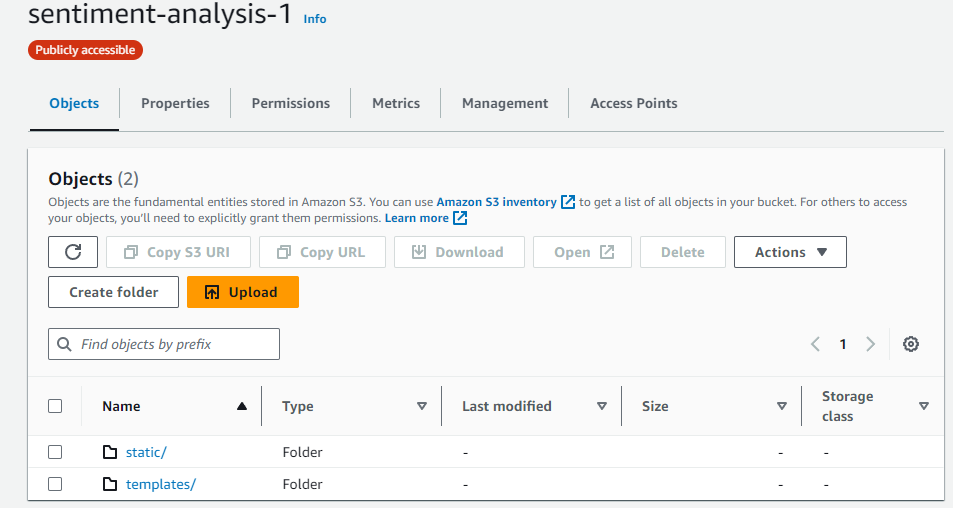 sentiment-analysis-1 Info
Publicly accessible
Objects Properties Permissions Metrics Management Access Points
Objects (2)
Objects are the fundamental entities stored in Amazon S3. You can use Amazon S3 inventory to get a list of all objects in your bucket. For others to access
your objects, you'll need to explicitly grant them permissions. Learn more
Copy S3 URI Copy URL Download Open Delete Actions
Create folder Upload
Find objects by prefix 1
Name Type Last modified Size Storage
class
static/ Folder - - -
templates/ Folder - - -